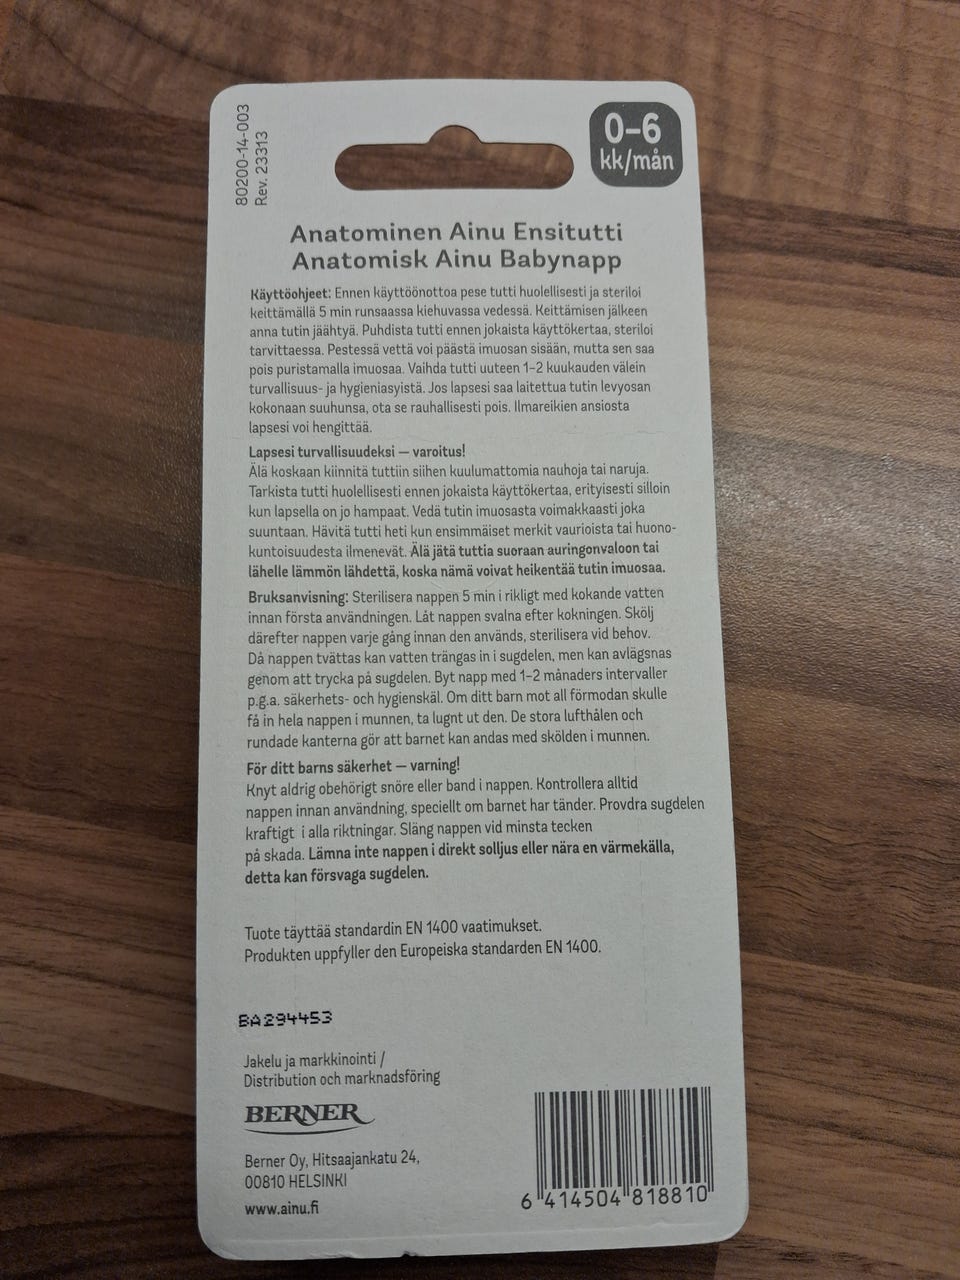 80200-14-003
Rev. 23313
0–6
kk/mån
Anatominen Ainu Ensitutti
Anatomisk Ainu Babynapp
Käyttöohjeet: Ennen käyttöönottoa pese tutti huolellisesti ja steriloi
keittämällä 5 min runsaassa kiehuvassa vedessä. Keittämisen jälkeen
anna tutin jäähtyä. Puhdista tutti ennen jokaista käyttökertaa, steriloi
tarvittaessa. Pestessä vettä voi päästä imuosan sisään, mutta sen saa
pois puristamalla imuosaa. Vaihda tutti uuteen 1–2 kuukauden välein
turvallisuus- ja hygieniasyistä. Jos lapsesi saa laitettua tutin levyosan
kokonaan suuhunsa, ota se rauhallisesti pois. Ilmareikien ansiosta
lapsesi voi hengittää.
Lapsesi turvallisuudeksi — varoitus!
Älä koskaan kiinnitä tuttiin siihen kuulumattomia nauhoja tai naruja.
Tarkista tutti huolellisesti ennen jokaista käyttökertaa, erityisesti silloin
kun lapsella on jo hampaat. Vedä tutin imuosasta voimakkaasti joka
suuntaan. Hävitä tutti heti kun ensimmäiset merkit vaurioista tai huono-
kuntoisuudesta ilmenevät. Älä jätä tuttia suoraan auringonvaloon tai
lähelle lämmön lähdettä, koska nämä voivat heikentää tutin imuosaa.
Bruksanvisning: Sterilisera nappen 5 min i rikligt med kokande vatten
innan första användningen. Låt nappen svalna efter kokningen. Skölj
därefter nappen varje gång innan den används, sterilisera vid behov.
Då nappen tvättas kan vatten trängas in i sugdelen, men kan avlägsnas
genom att trycka på sugdelen. Byt napp med 1–2 månaders intervaller
p.g.a. säkerhets- och hygienskäl. Om ditt barn mot all förmodan skulle
få in hela nappen i munnen, ta lugnt ut den. De stora lufthålen och
rundade kanterna gör att barnet kan andas med skölden i munnen.
För ditt barns säkerhet — varning!
Knyt aldrig obehörigt snöre eller band i nappen. Kontrollera alltid
nappen innan användning, speciellt om barnet har tänder. Provdra sugdelen
kraftigt i alla riktningar. Släng nappen vid minsta tecken
på skada. Lämna inte nappen i direkt solljus eller nära en värmekälla,
detta kan försvaga sugdelen.
Tuote täyttää standardin EN 1400 vaatimukset.
Produkten uppfyller den Europeiska standarden EN 1400.
BA294453
Jakelu ja markkinointi /
Distribution och marknadsföring
BERNER
Berner Oy, Hitsaajankatu 24,
00810 HELSINKI
www.ainu.fi
6 414504 818810